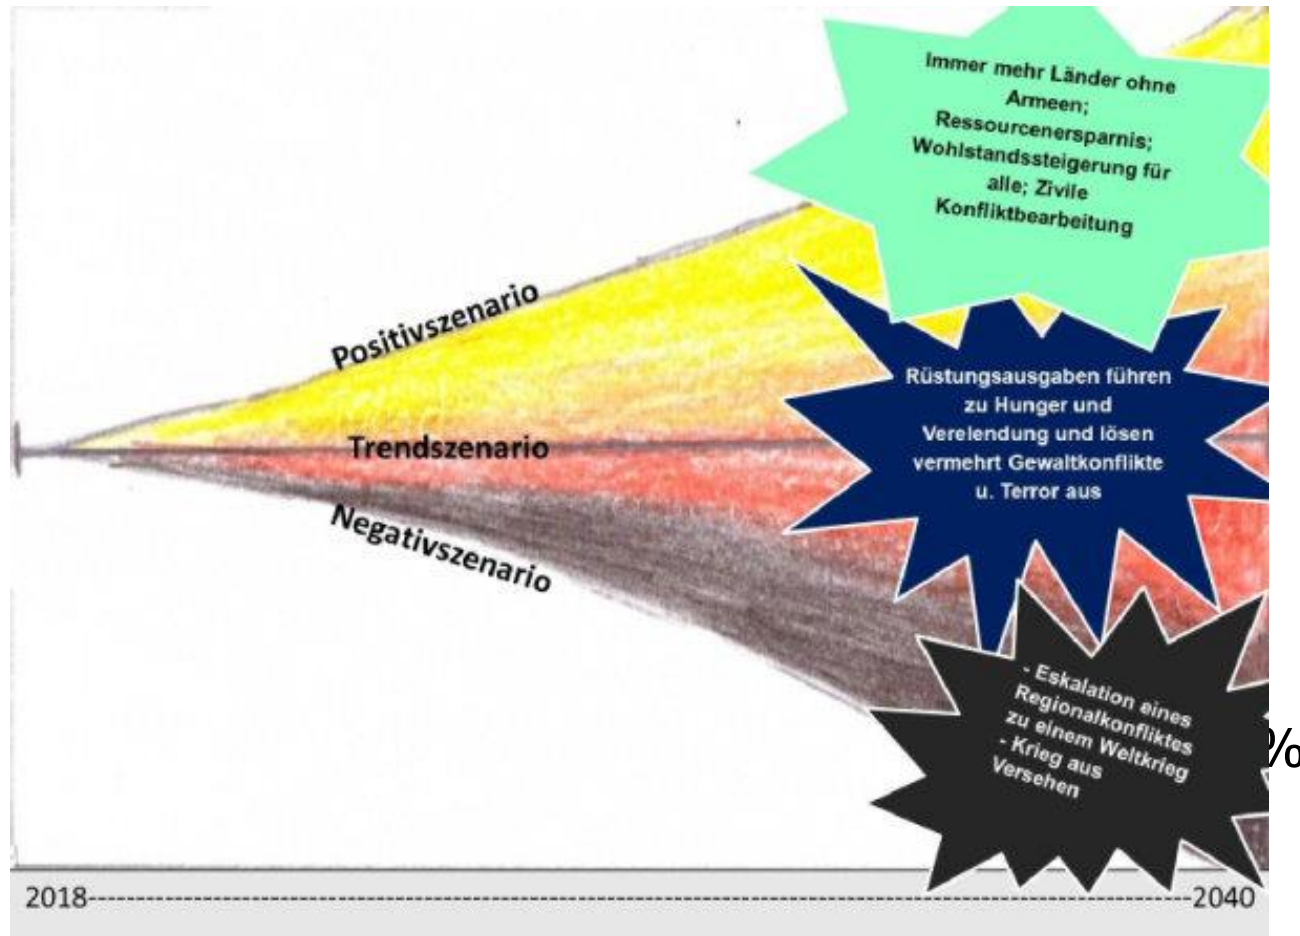 Immer mehr Länder ohne
Armeen;
Ressourcenersparnis;
Wohlstandssteigerung für
alle; Zivile
Konfliktbearbeitung
Positivszenario
Rüstungsausgaben führen
zu Hunger und
Verelendung und lösen
vermehrt Gewaltkonflikte
u. Terror aus
Trendszenario
Negativszenario
- Eskalation eines
Regionalkonfliktes
zu einem Weltkrieg
- Krieg aus
Versehen
%
2018 2040